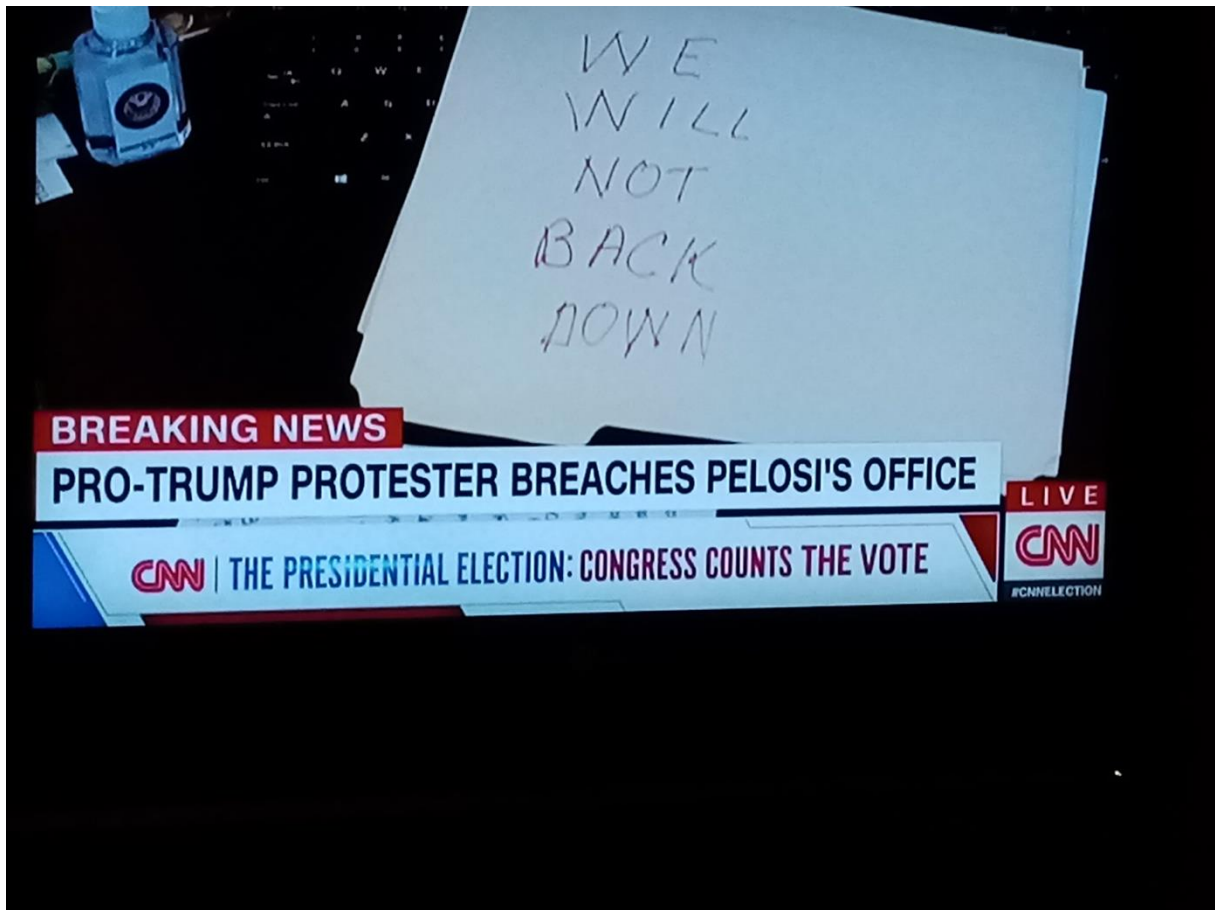 WE
WILL
NOT
BACK
DOWN
BREAKING NEWS
PRO-TRUMP PROTESTER BREACHES PELOSI'S OFFICE
LIVE
CNN
CNN | THE PRESIDENTIAL ELECTION: CONGRESS COUNTS THE VOTE
#CNNELECTION